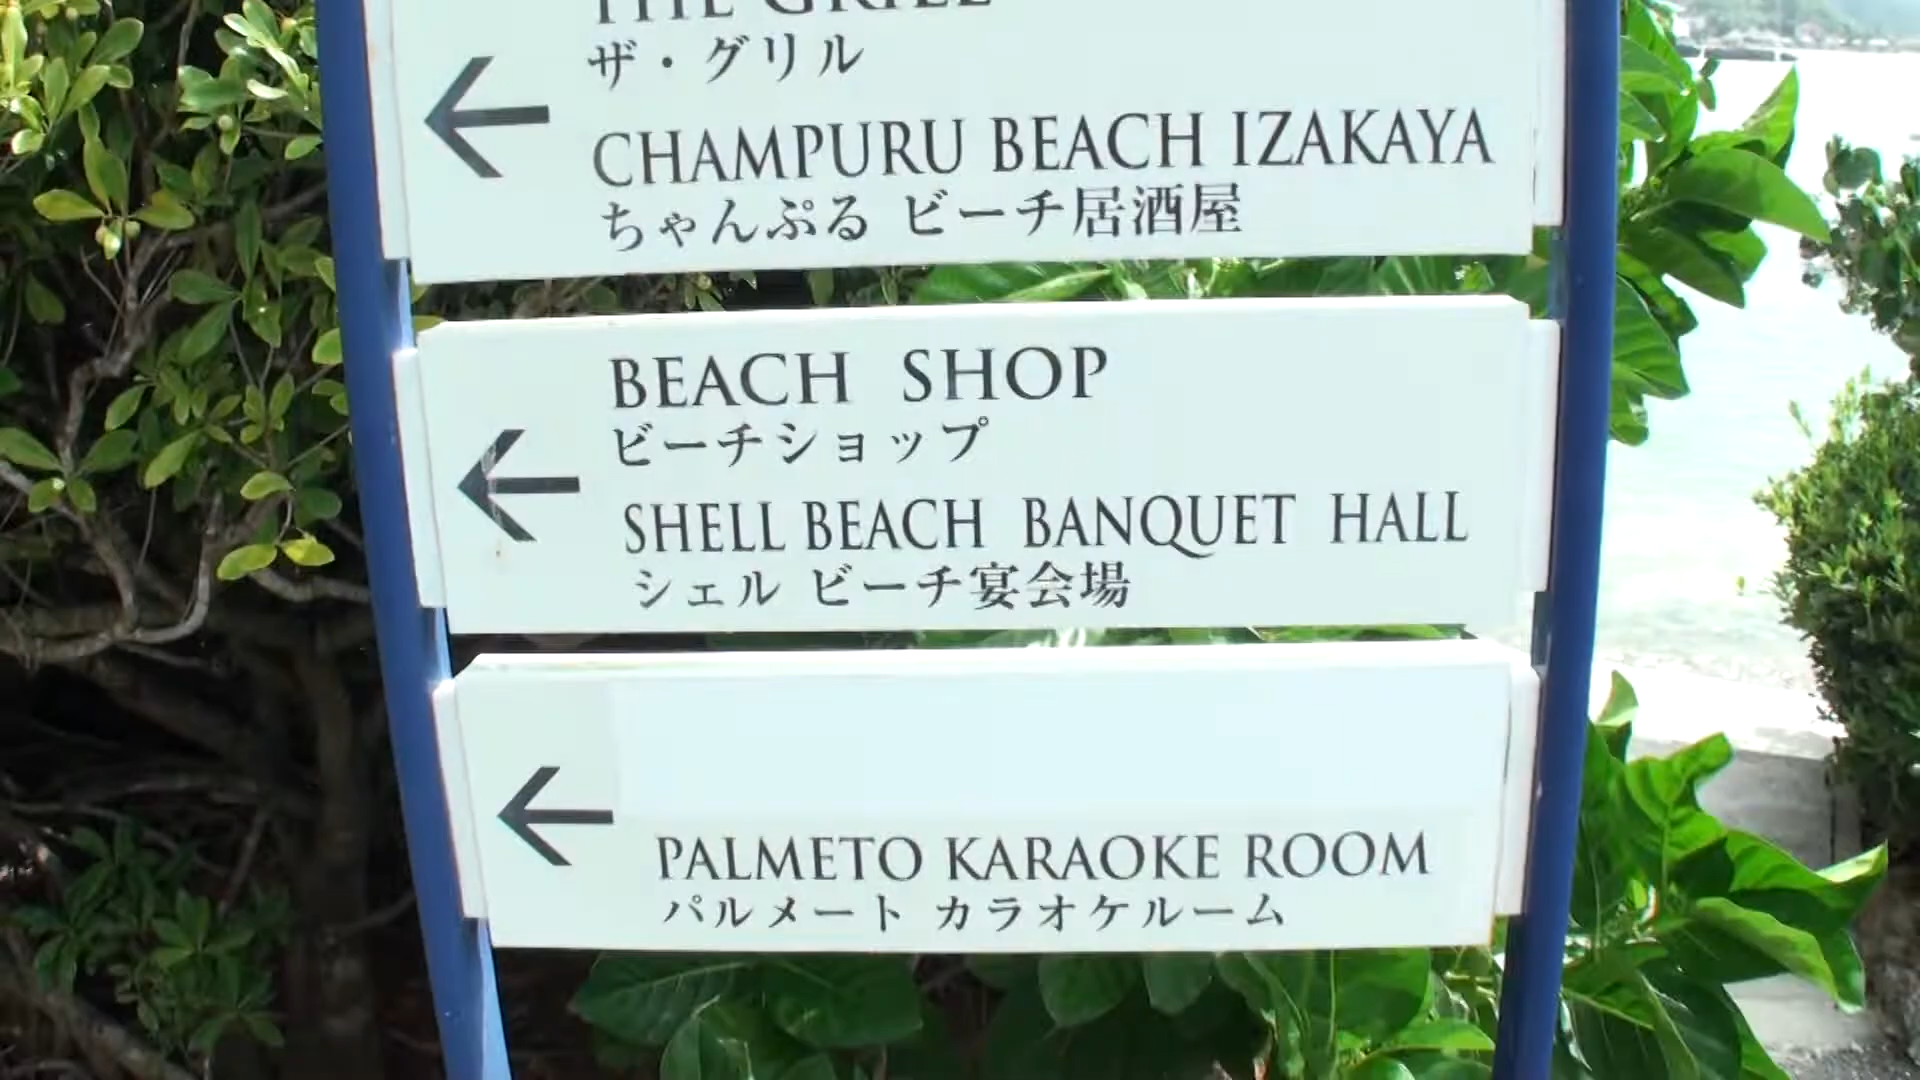 THE GRILL
ザ・グリル
CHAMPURU BEACH IZAKAYA
ちゃんぷる ビーチ居酒屋
BEACH SHOP
ビーチショップ
SHELL BEACH BANQUET HALL
シェル ビーチ宴会場
PALMETO KARAOKE ROOM
パルメート カラオケルーム